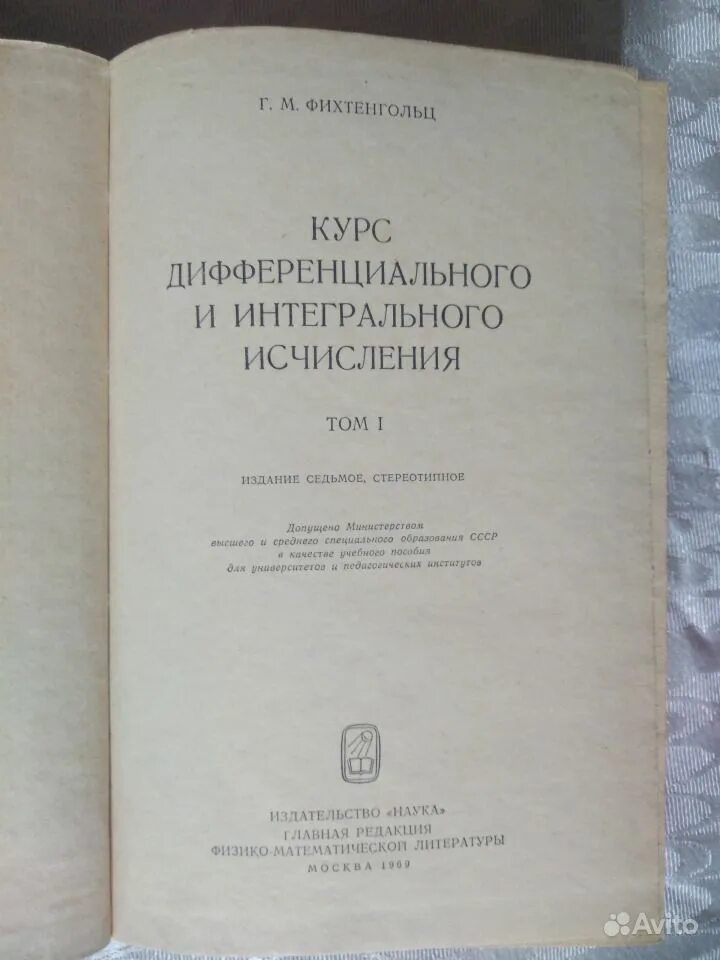 Г. М. ФИХТЕНГОЛЬЦ
КУРС
ДИФФЕРЕНЦИАЛЬНОГО
И ИНТЕГРАЛЬНОГО
ИСЧИСЛЕНИЯ
ТОМ I
ИЗДАНИЕ СЕДЬМОЕ, СТЕРЕОТИПНОЕ
Допущено Министерством
высшего и среднего специального образования СССР
в качестве учебного пособия
для университетов и педагогических институтов
ИЗДАТЕЛЬСТВО «НАУКА»
ГЛАВНАЯ РЕДАКЦИЯ
ФИЗИКО-МАТЕМАТИЧЕСКОЙ ЛИТЕРАТУРЫ
МОСКВА 1969
Avito